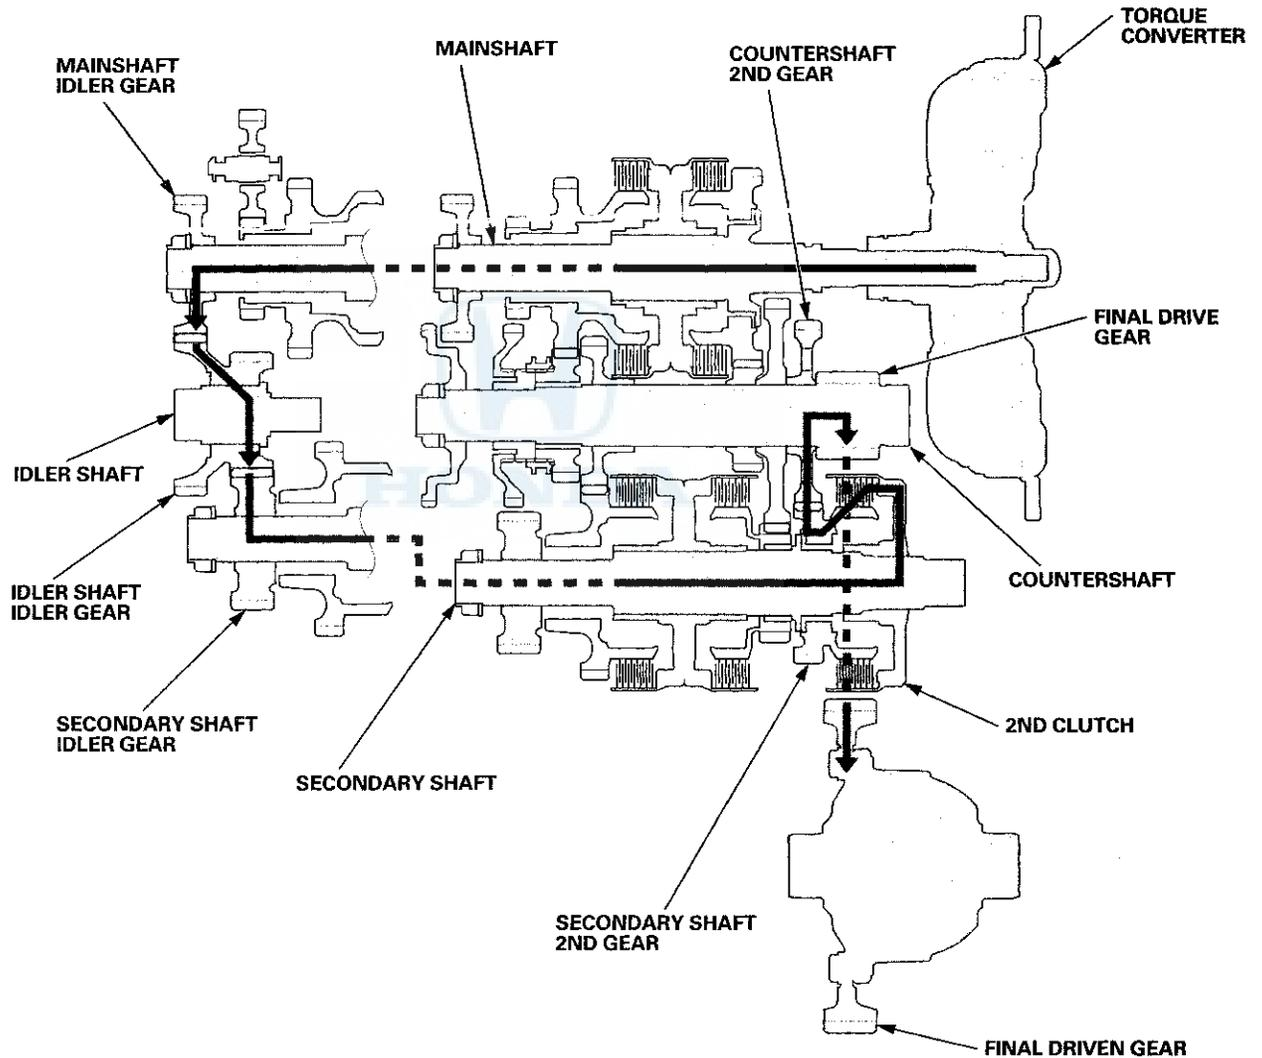 TORQUE
CONVERTER
MAINSHAFT
COUNTERSHAFT
2ND GEAR
MAINSHAFT
IDLER GEAR
FINAL DRIVE
GEAR
HONDA
IDLER SHAFT
COUNTERSHAFT
IDLER SHAFT
IDLER GEAR
SECONDARY SHAFT
IDLER GEAR
2ND CLUTCH
SECONDARY SHAFT
SECONDARY SHAFT
2ND GEAR
FINAL DRIVEN GEAR